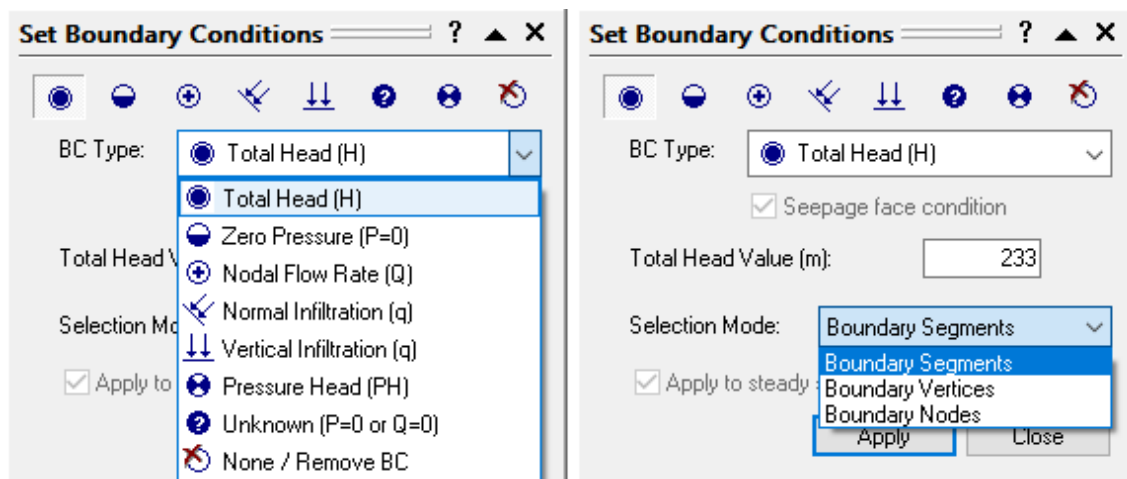 Set Boundary Conditions ?
BC Type: Total Head (H)
Total Head (H)
Zero Pressure (P=0)
Total Head V
Nodal Flow Rate (Q)
Normal Infiltration (q)
Selection Mo
Vertical Infiltration (q)
Apply to
Pressure Head (PH)
Unknown (P=0 or Q=0)
None / Remove BC
Set Boundary Conditions ?
BC Type: Total Head (H)
Seepage face condition
Total Head Value (m): 233
Selection Mode: Boundary Segments
Boundary Segments
Apply to steady
Boundary Vertices
Boundary Nodes
Apply Close